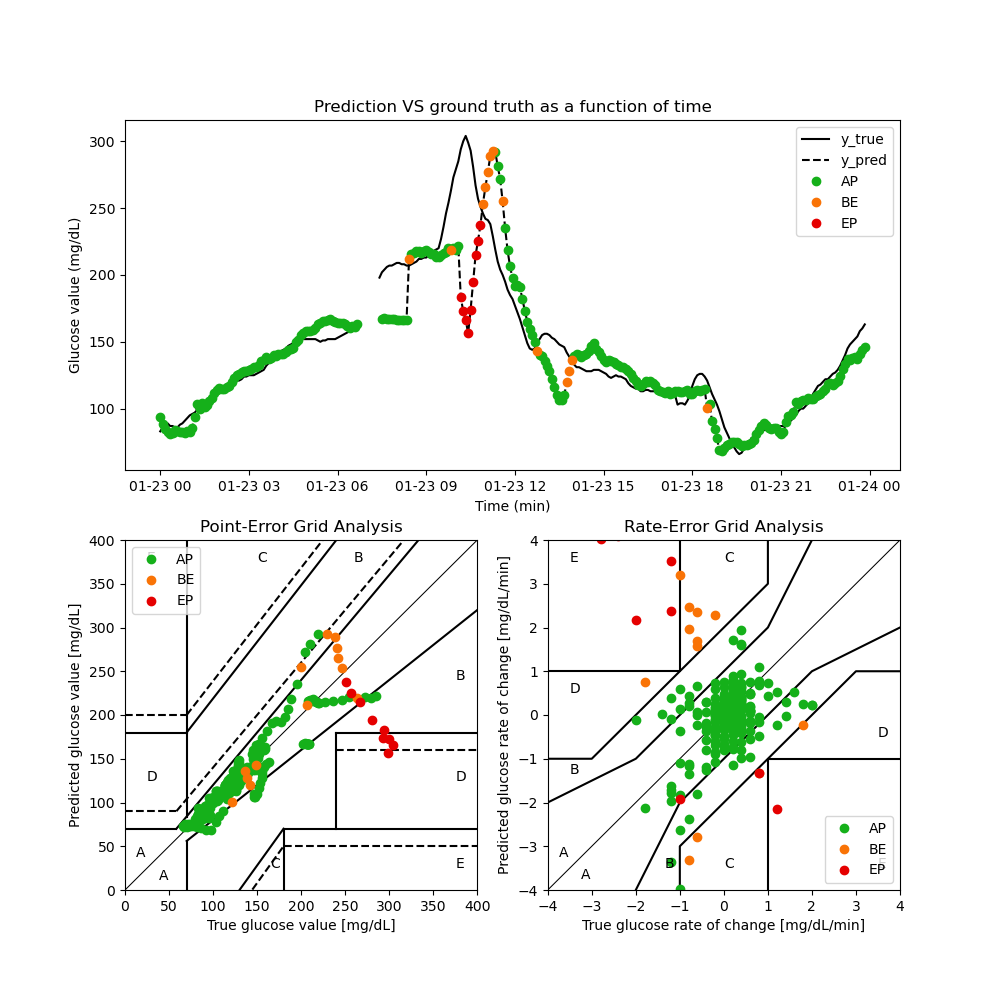 Prediction VS ground truth as a function of time
Glucose value (mg/dL)
300
250
200
150
100
y_true
y_pred
AP
BE
EP
01-23 00 01-23 03 01-23 06 01-23 09 01-23 12 01-23 15 01-23 18 01-23 21 01-24 00
Time (min)
Point-Error Grid Analysis
Predicted glucose value [mg/dL]
400
350
300
250
200
150
100
50
0
AP
BE
EP
E
C
B
B
D
D
A
A
C
E
0 50 100 150 200 250 300 350 400
True glucose value [mg/dL]
Rate-Error Grid Analysis
Predicted glucose rate of change [mg/dL/min]
4
3
2
1
0
−1
−2
−3
−4
E
C
D
D
B
A
A
B
C
E
AP
BE
EP
−4 −3 −2 −1 0 1 2 3 4
True glucose rate of change [mg/dL/min]